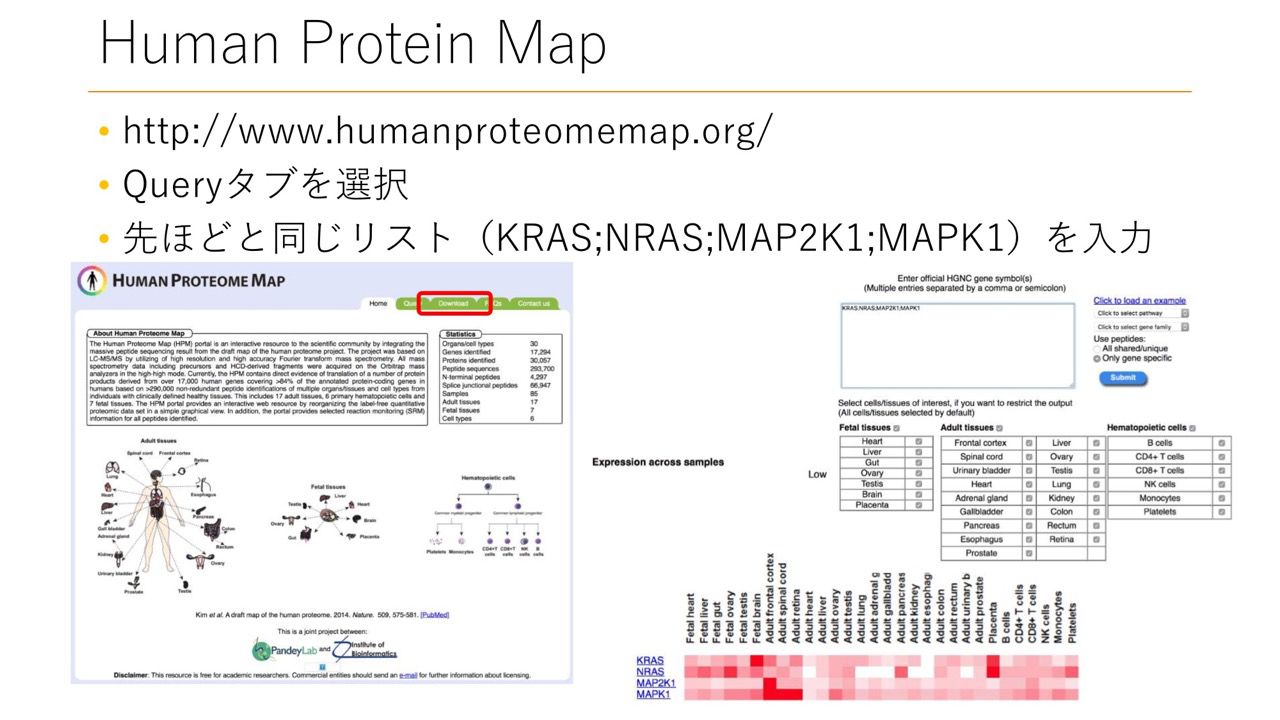 Human Protein Map
• http://www.humanproteomemap.org/
• Queryタブを選択
• 先ほどと同じリスト（KRAS;NRAS;MAP2K1;MAPK1）を入力
HUMAN PROTEOME MAP
Home Download Contact us
About Human Proteome Map
The Human Proteome Map (HPM) portal is an interactive resource to the scientific community by integrating the
massive peptide sequencing result from the draft map of the human proteome project. The project was based on
LC-MS/MS by utilizing of high resolution and high accuracy Fourier transform mass spectrometry. All mass
spectrometry data including precursors and HCD-derived fragments were acquired on the Orbitrap mass
analyzers in the high-high mode. Currently, the HPM contains direct evidence of translation of a number of protein
products derived from over 17,000 human genes covering >84% of the annotated protein-coding genes in
humans based on >290,000 non-redundant peptide identifications of multiple organs/tissues and cell types from
individuals with clinically defined healthy tissues. This includes 17 adult tissues, 6 primary hematopoietic cells and
7 fetal tissues. The HPM portal provides an interactive web resource by reorganizing the label-free quantitative
proteomic data set in a simple graphical view. In addition, the portal provides selected reaction monitoring (SRM)
information for all peptides identified.
Statistics
Organs/cell types 30
Genes identified 17,294
Proteins identified 30,057
Peptide sequences 293,700
N-terminal peptides 4,297
Splice junctional peptides 66,947
Samples 85
Adult tissues 17
Fetal tissues 7
Cell types 6
Adult tissues
Spinal cord Frontal cortex
Retina
Lung
Heart
Esophagus
Liver
Pancreas
Gall bladder
Colon
Adrenal gland
Rectum
Kidney
Ovary
Urinary bladder
Prostate
Testis
Fetal tissues
Liver
Testis
Heart
Ovary
Brain
Gut
Placenta
Hematopoietic cells
Common myeloid progenitor Common lymphoid progenitor
Platelets Monocytes CD4+T cells CD8+T cells NK cells B cells
Kim et al. A draft map of the human proteome. 2014. Nature. 509, 575-581. [PubMed]
This is a joint project between:
PandeyLab and Institute of Bioinformatics
Disclaimer: This resource is free for academic researchers. Commercial entities should send an e-mail for further information about licensing.
Enter official HGNC gene symbol(s)
(Multiple entries separated by a comma or semicolon)
KRAS;NRAS;MAP2K1;MAPK1
Click to load an example
Click to select pathway
Click to select gene family
Use peptides:
All shared/unique
Only gene specific
Submit
Select cells/tissues of interest, if you want to restrict the output
(All cells/tissues selected by default)
Fetal tissues
Heart
Liver
Gut
Ovary
Testis
Brain
Placenta
Adult tissues
Frontal cortex Liver
Spinal cord Ovary
Urinary bladder Testis
Heart Lung
Adrenal gland Kidney
Gallbladder Colon
Pancreas Rectum
Esophagus Retina
Prostate
Hematopoietic cells
B cells
CD4+ T cells
CD8+ T cells
NK cells
Monocytes
Platelets
Expression across samples
Low
Fetal heart
Fetal liver
Fetal gut
Fetal ovary
Fetal testis
Fetal brain
Adult frontal cortex
Adult spinal cord
Adult retina
Adult heart
Adult liver
Adult ovary
Adult testis
Adult lung
Adult adrenal g
Adult gallbladd
Adult pancreas
Adult kidney
Adult esophag
Adult colon
Adult rectum
Adult urinary b
Adult prostate
Placenta
B cells
CD4+ T cells
CD8+ T cells
NK cells
Monocytes
Platelets
KRAS
NRAS
MAP2K1
MAPK1